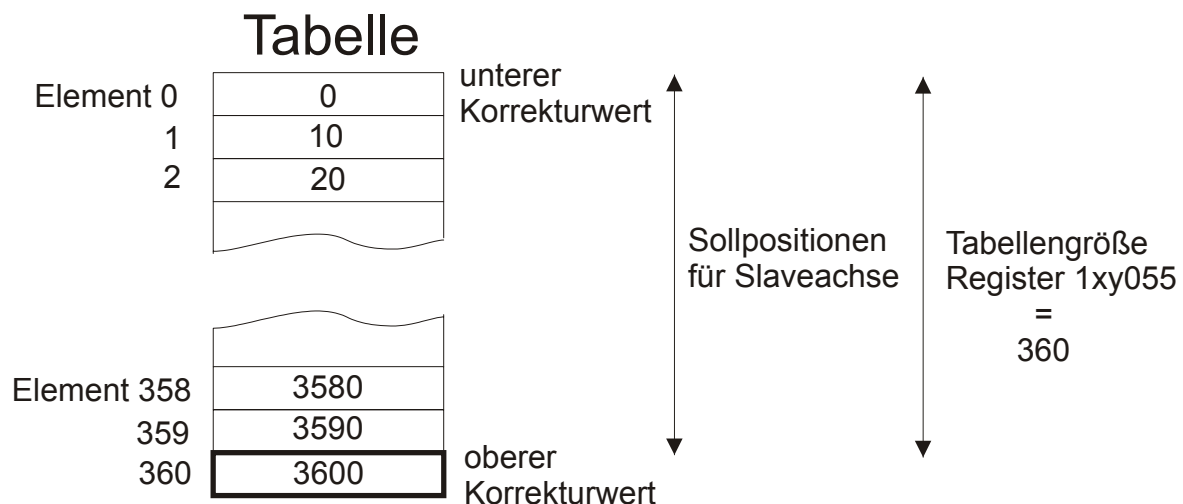 Tabelle
Element 0
0
unterer
Korrekturwert
1
10
2
20
Sollpositionen
für Slaveachse
Tabellengröße
Register 1xy055
=
360
Element 358
3580
359
3590
360
3600
oberer
Korrekturwert